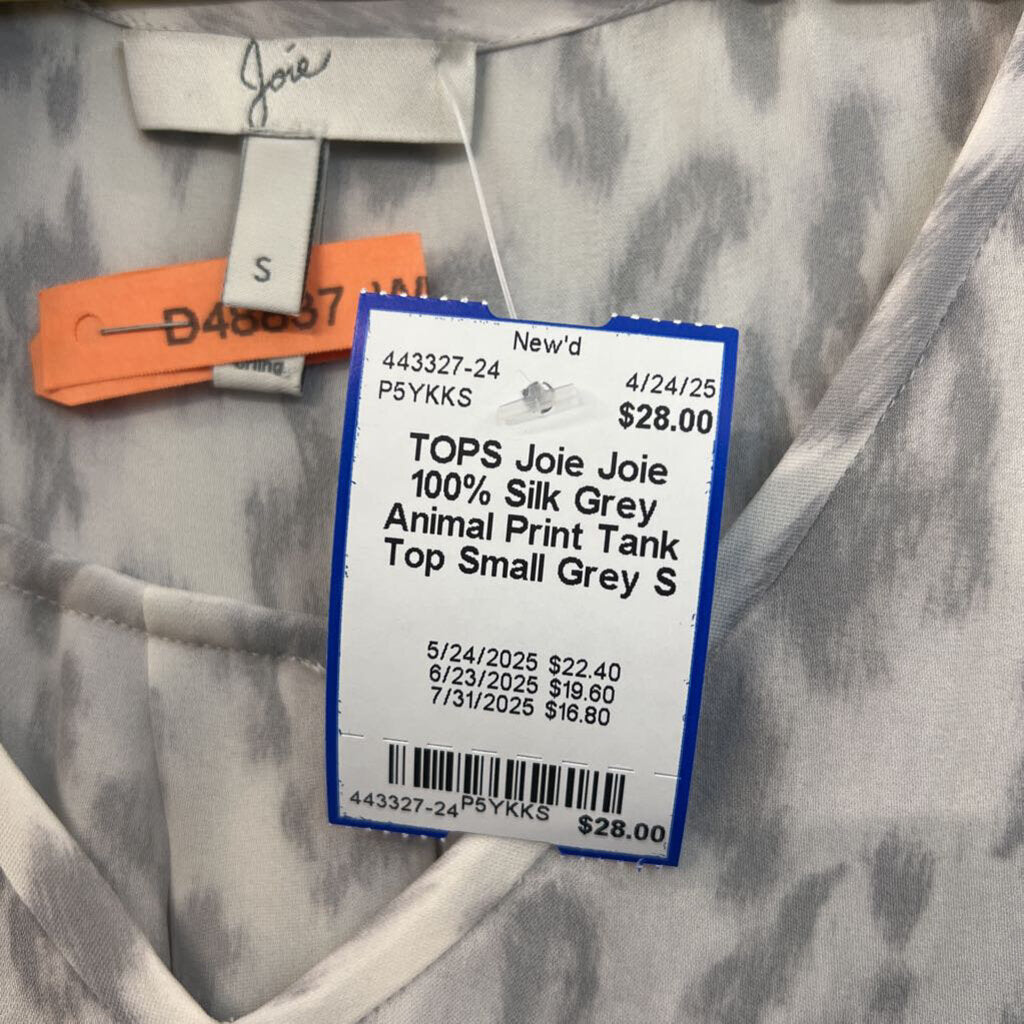 Joie
S
New'd
443327-24
4/24/25
P5YKKS
$28.00
TOPS Joie Joie
100% Silk Grey
Animal Print Tank
Top Small Grey S
5/24/2025 $22.40
6/23/2025 $19.60
7/31/2025 $16.80
443327-24 P5YKKS
$28.00